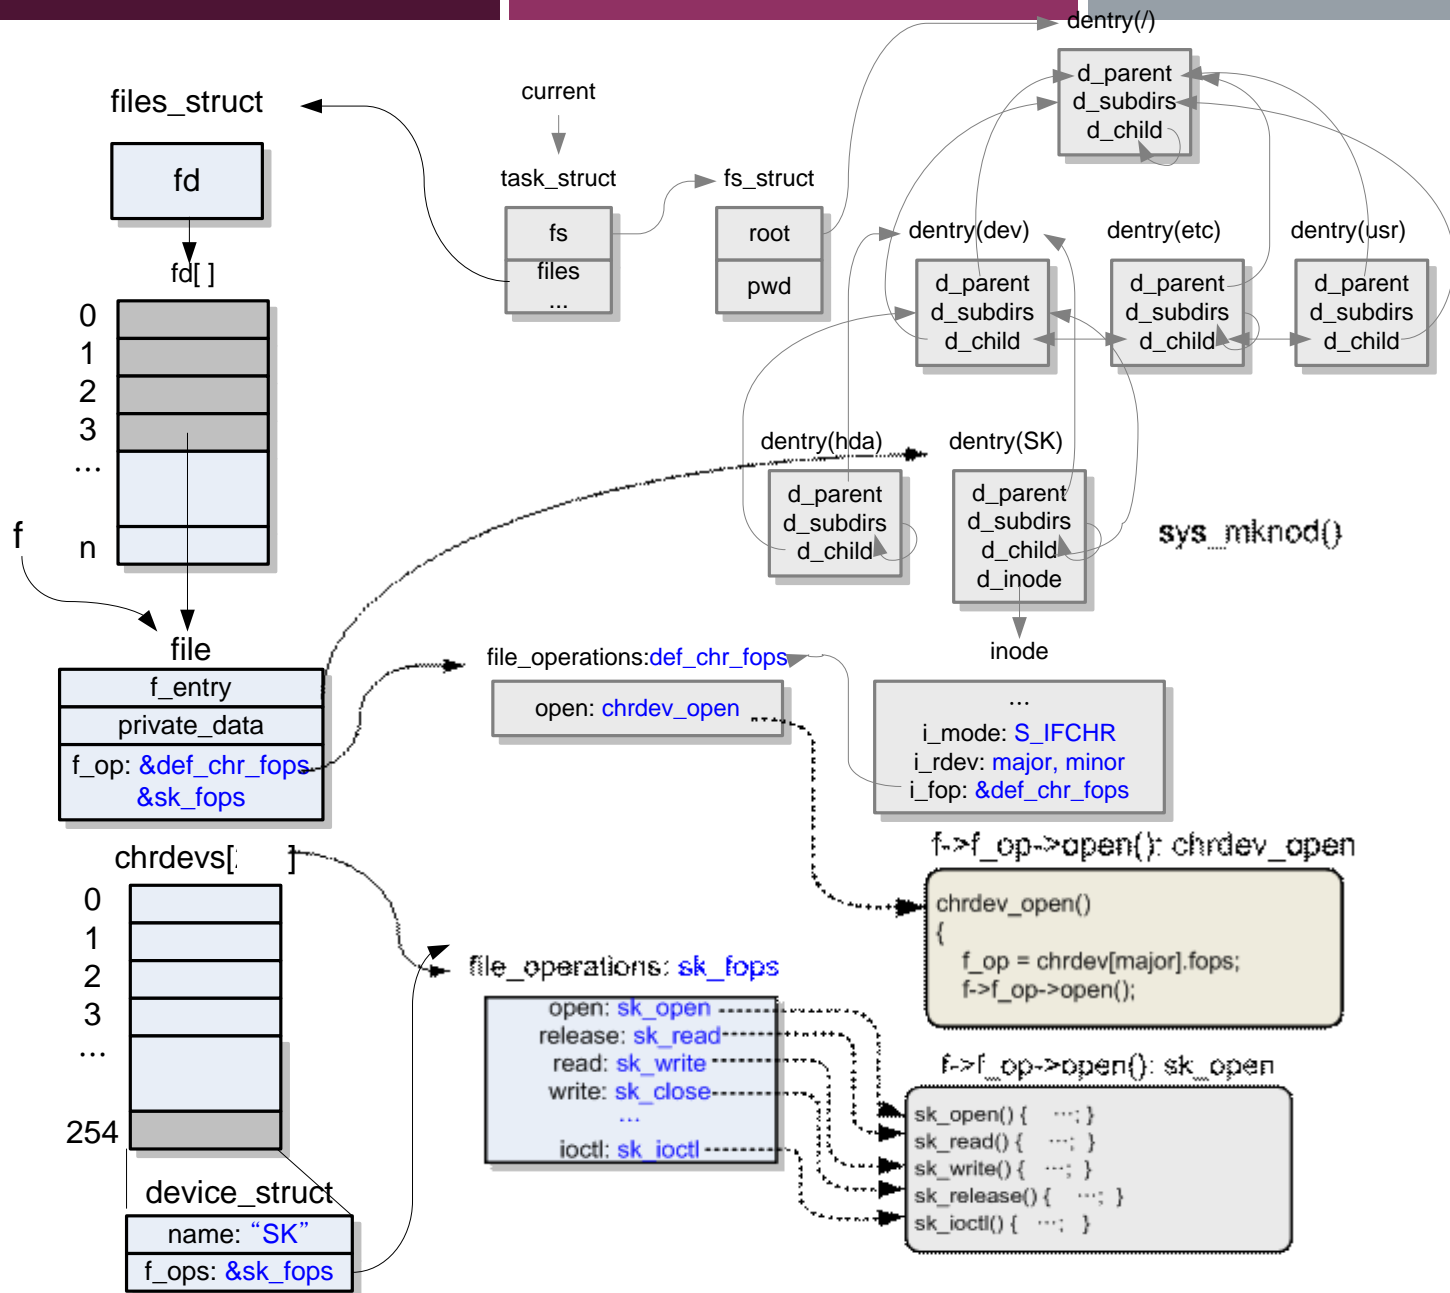 files_struct
fd
fd[ ]
0
1
2
3
...
n
f
file
f_entry
private_data
f_op: &def_chr_fops
&sk_fops
current
task_struct
fs
files
...
fs_struct
root
pwd
dentry(/)
d_parent
d_subdirs
d_child
dentry(dev)
d_parent
d_subdirs
d_child
dentry(etc)
d_parent
d_subdirs
d_child
dentry(usr)
d_parent
d_subdirs
d_child
dentry(hda)
d_parent
d_subdirs
d_child
dentry(SK)
d_parent
d_subdirs
d_child
d_inode
sys_mknod()
file_operations:def_chr_fops
open: chrdev_open
inode
...
i_mode: S_IFCHR
i_rdev: major, minor
i_fop: &def_chr_fops
chrdevs[ ]
0
1
2
3
...
254
device_struct
name: “SK”
f_ops: &sk_fops
file_operations: sk_fops
open: sk_open
release: sk_read
read: sk_write
write: sk_close
...
ioctl: sk_ioctl
f->f_op->open(): chrdev_open
chrdev_open()
{
f_op = chrdev[major].fops;
f->f_op->open();
f->f_op->open(): sk_open
sk_open() { ...; }
sk_read() { ...; }
sk_write() { ...; }
sk_release() { ...; }
sk_ioctl() { ...; }